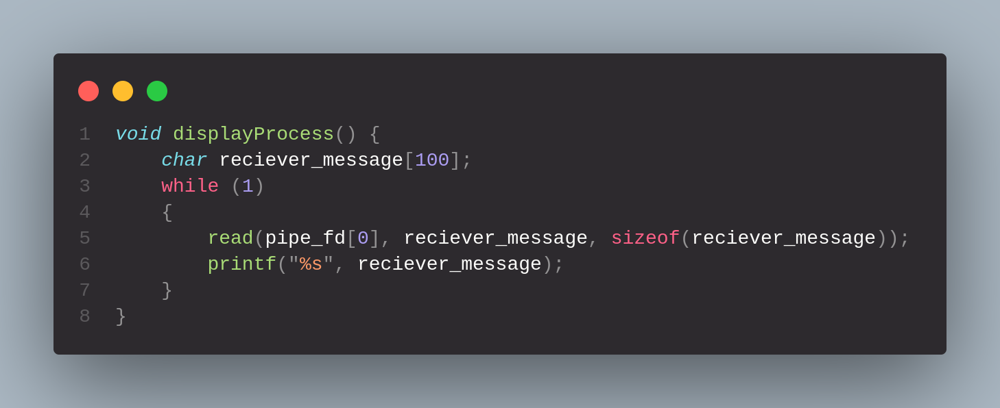 1 void displayProcess() {
2     char reciever_message[100];
3     while (1)
4     {
5         read(pipe_fd[0], reciever_message, sizeof(reciever_message));
6         printf("%s", reciever_message);
7     }
8 }